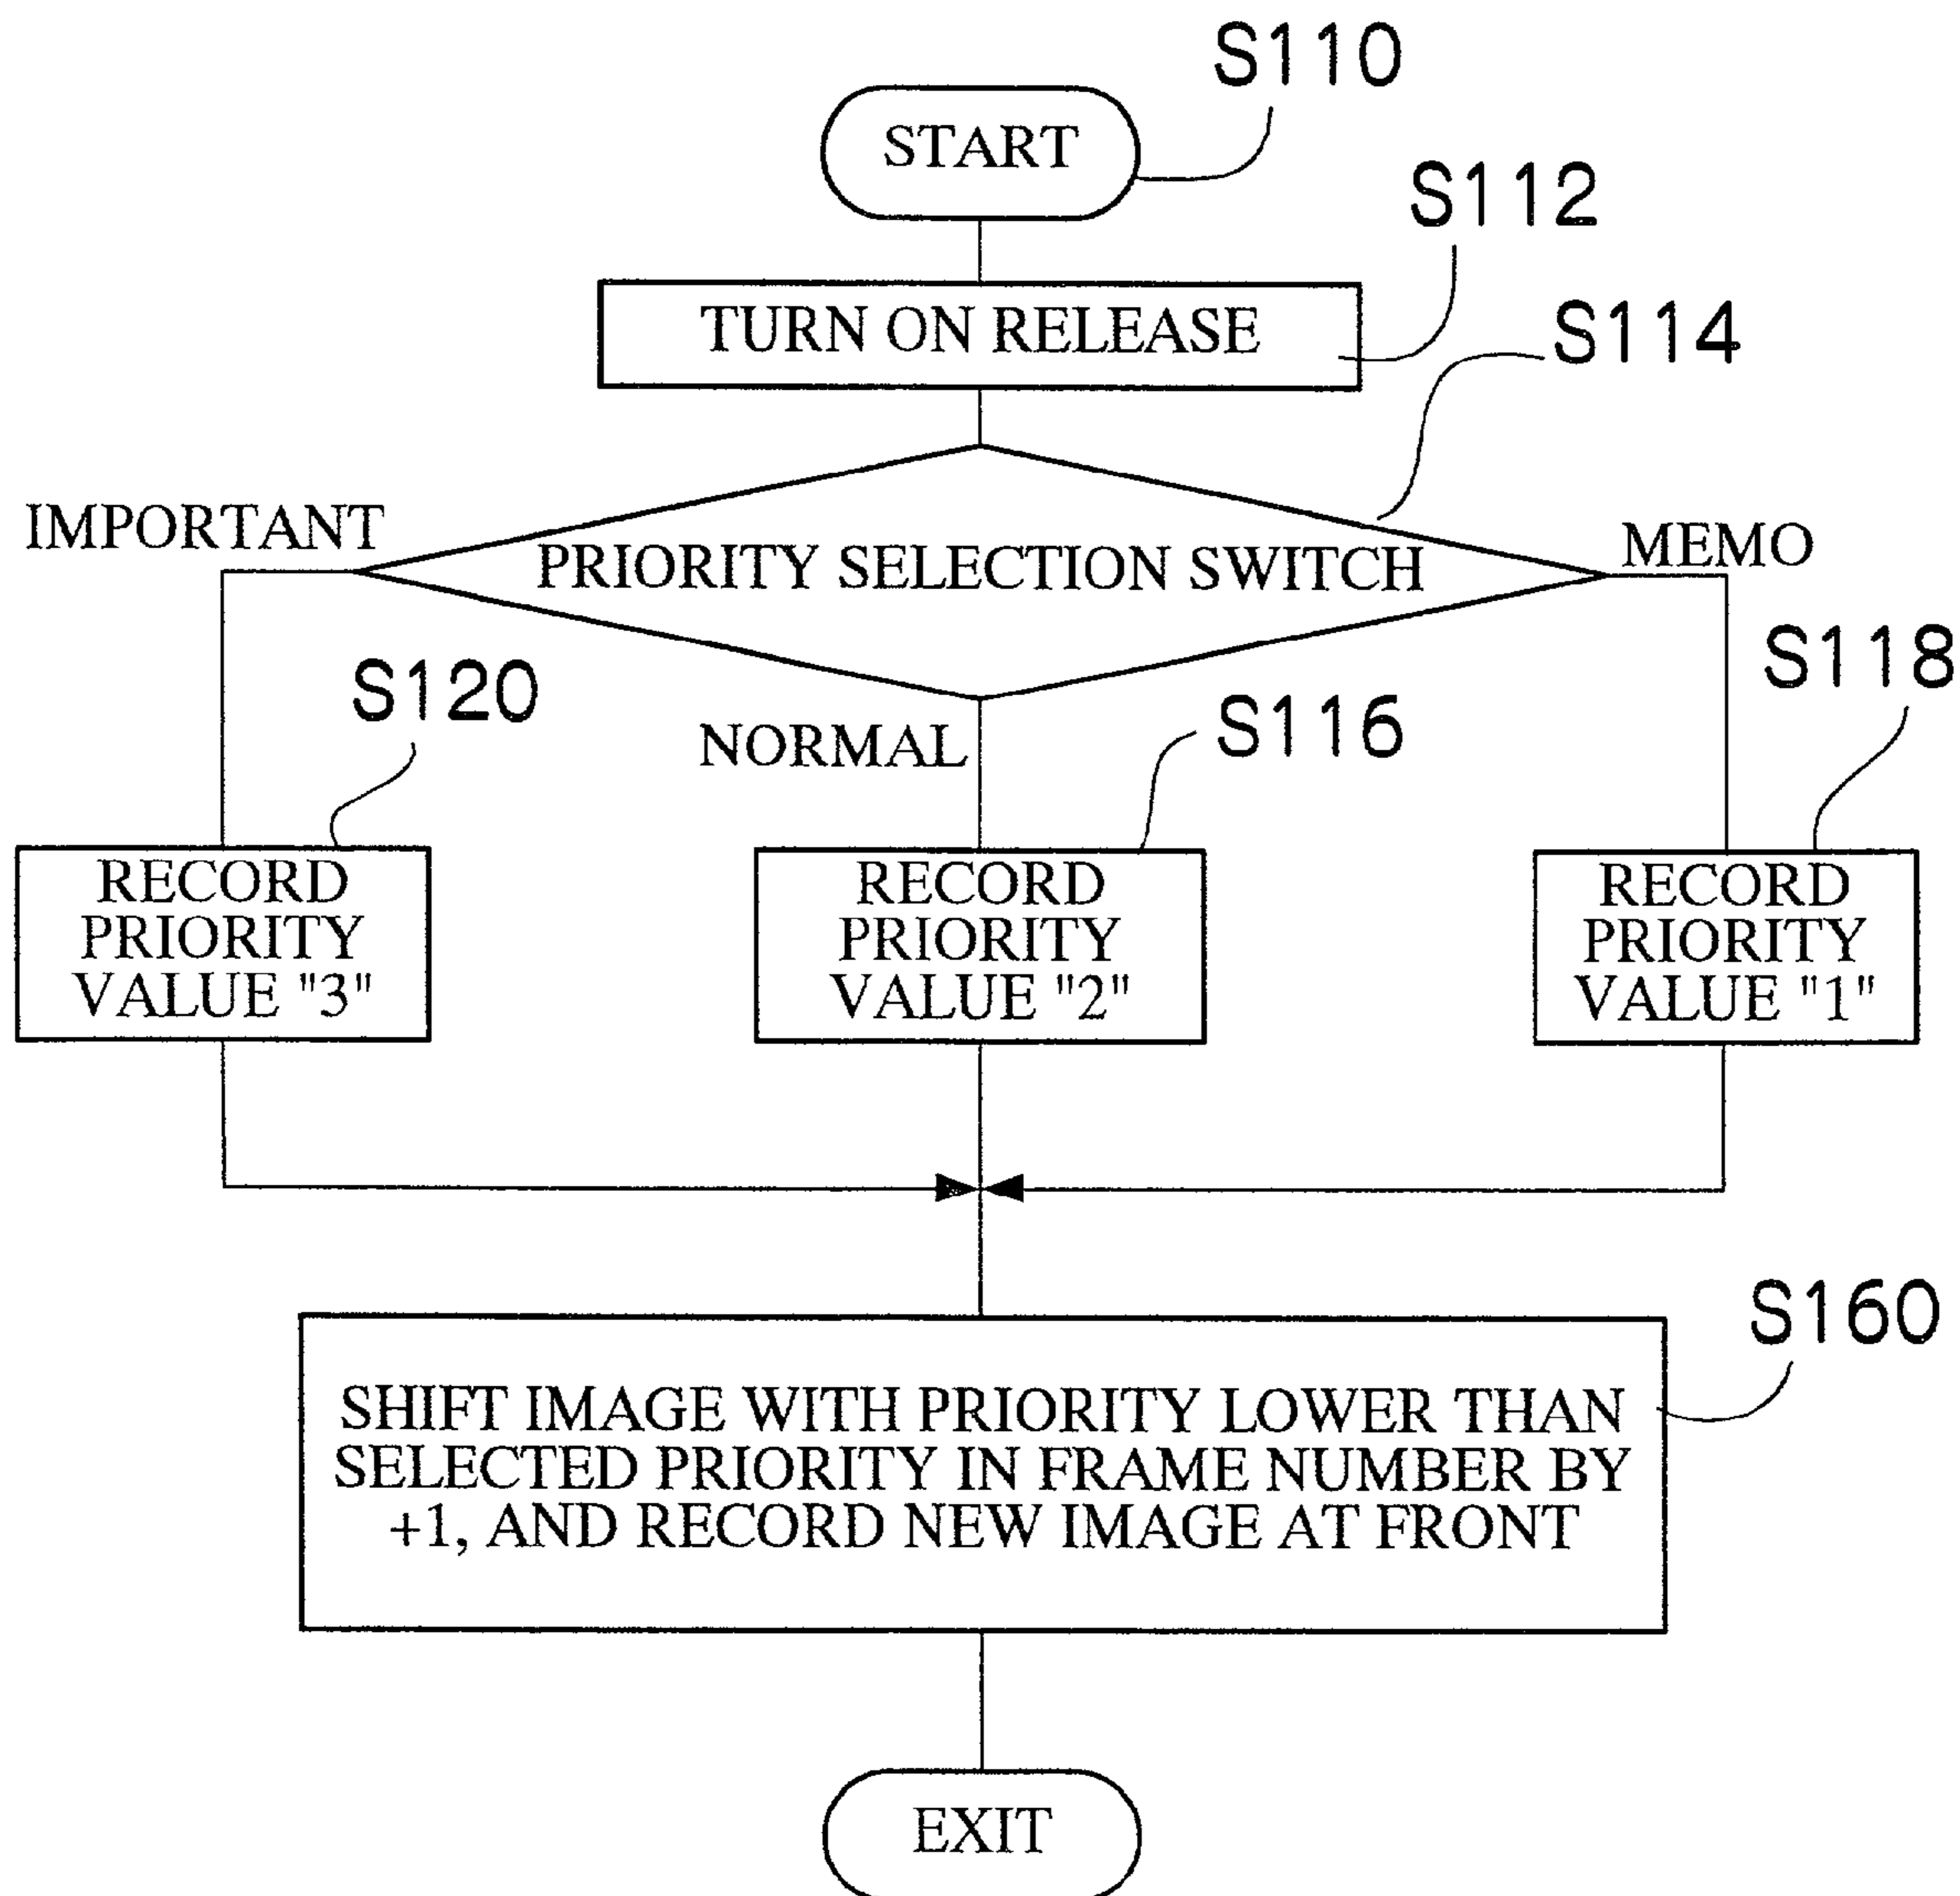 S110
START
S112
TURN ON RELEASE
S114
IMPORTANT
MEMO
PRIORITY SELECTION SWITCH
S118
S120
S116
NORMAL
RECORD
PRIORITY
VALUE "3"
RECORD
PRIORITY
VALUE "2"
RECORD
PRIORITY
VALUE "1"
S160
SHIFT IMAGE WITH PRIORITY LOWER THAN
SELECTED PRIORITY IN FRAME NUMBER BY
+1, AND RECORD NEW IMAGE AT FRONT
EXIT